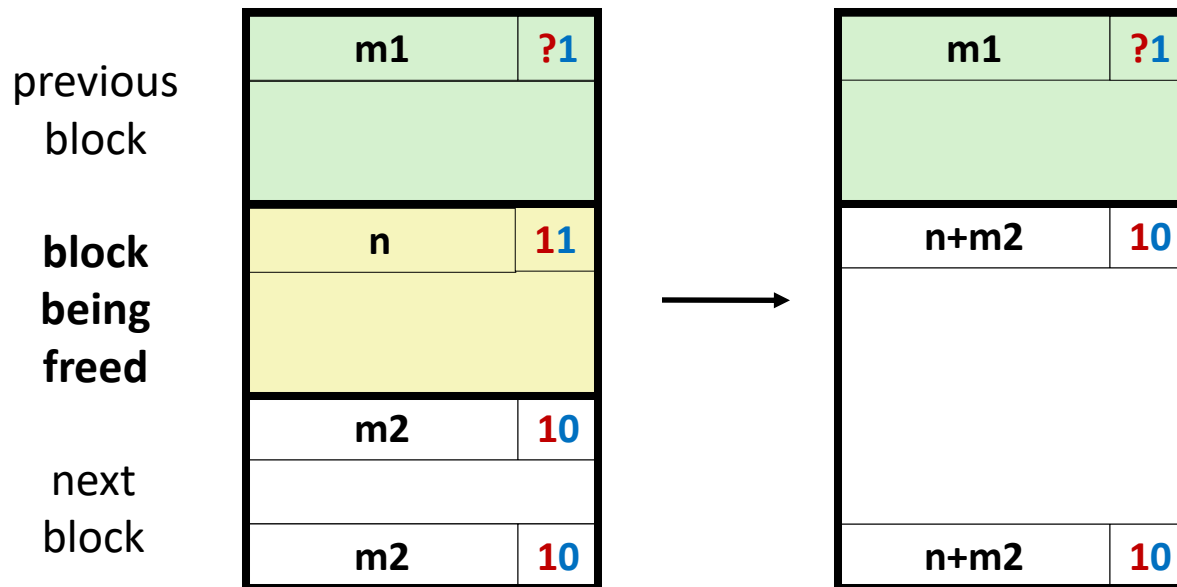 previous
block
m1 ?1
block
being
freed
n 11
next
block
m2 10
m2 10
m1 ?1
n+m2 10
n+m2 10